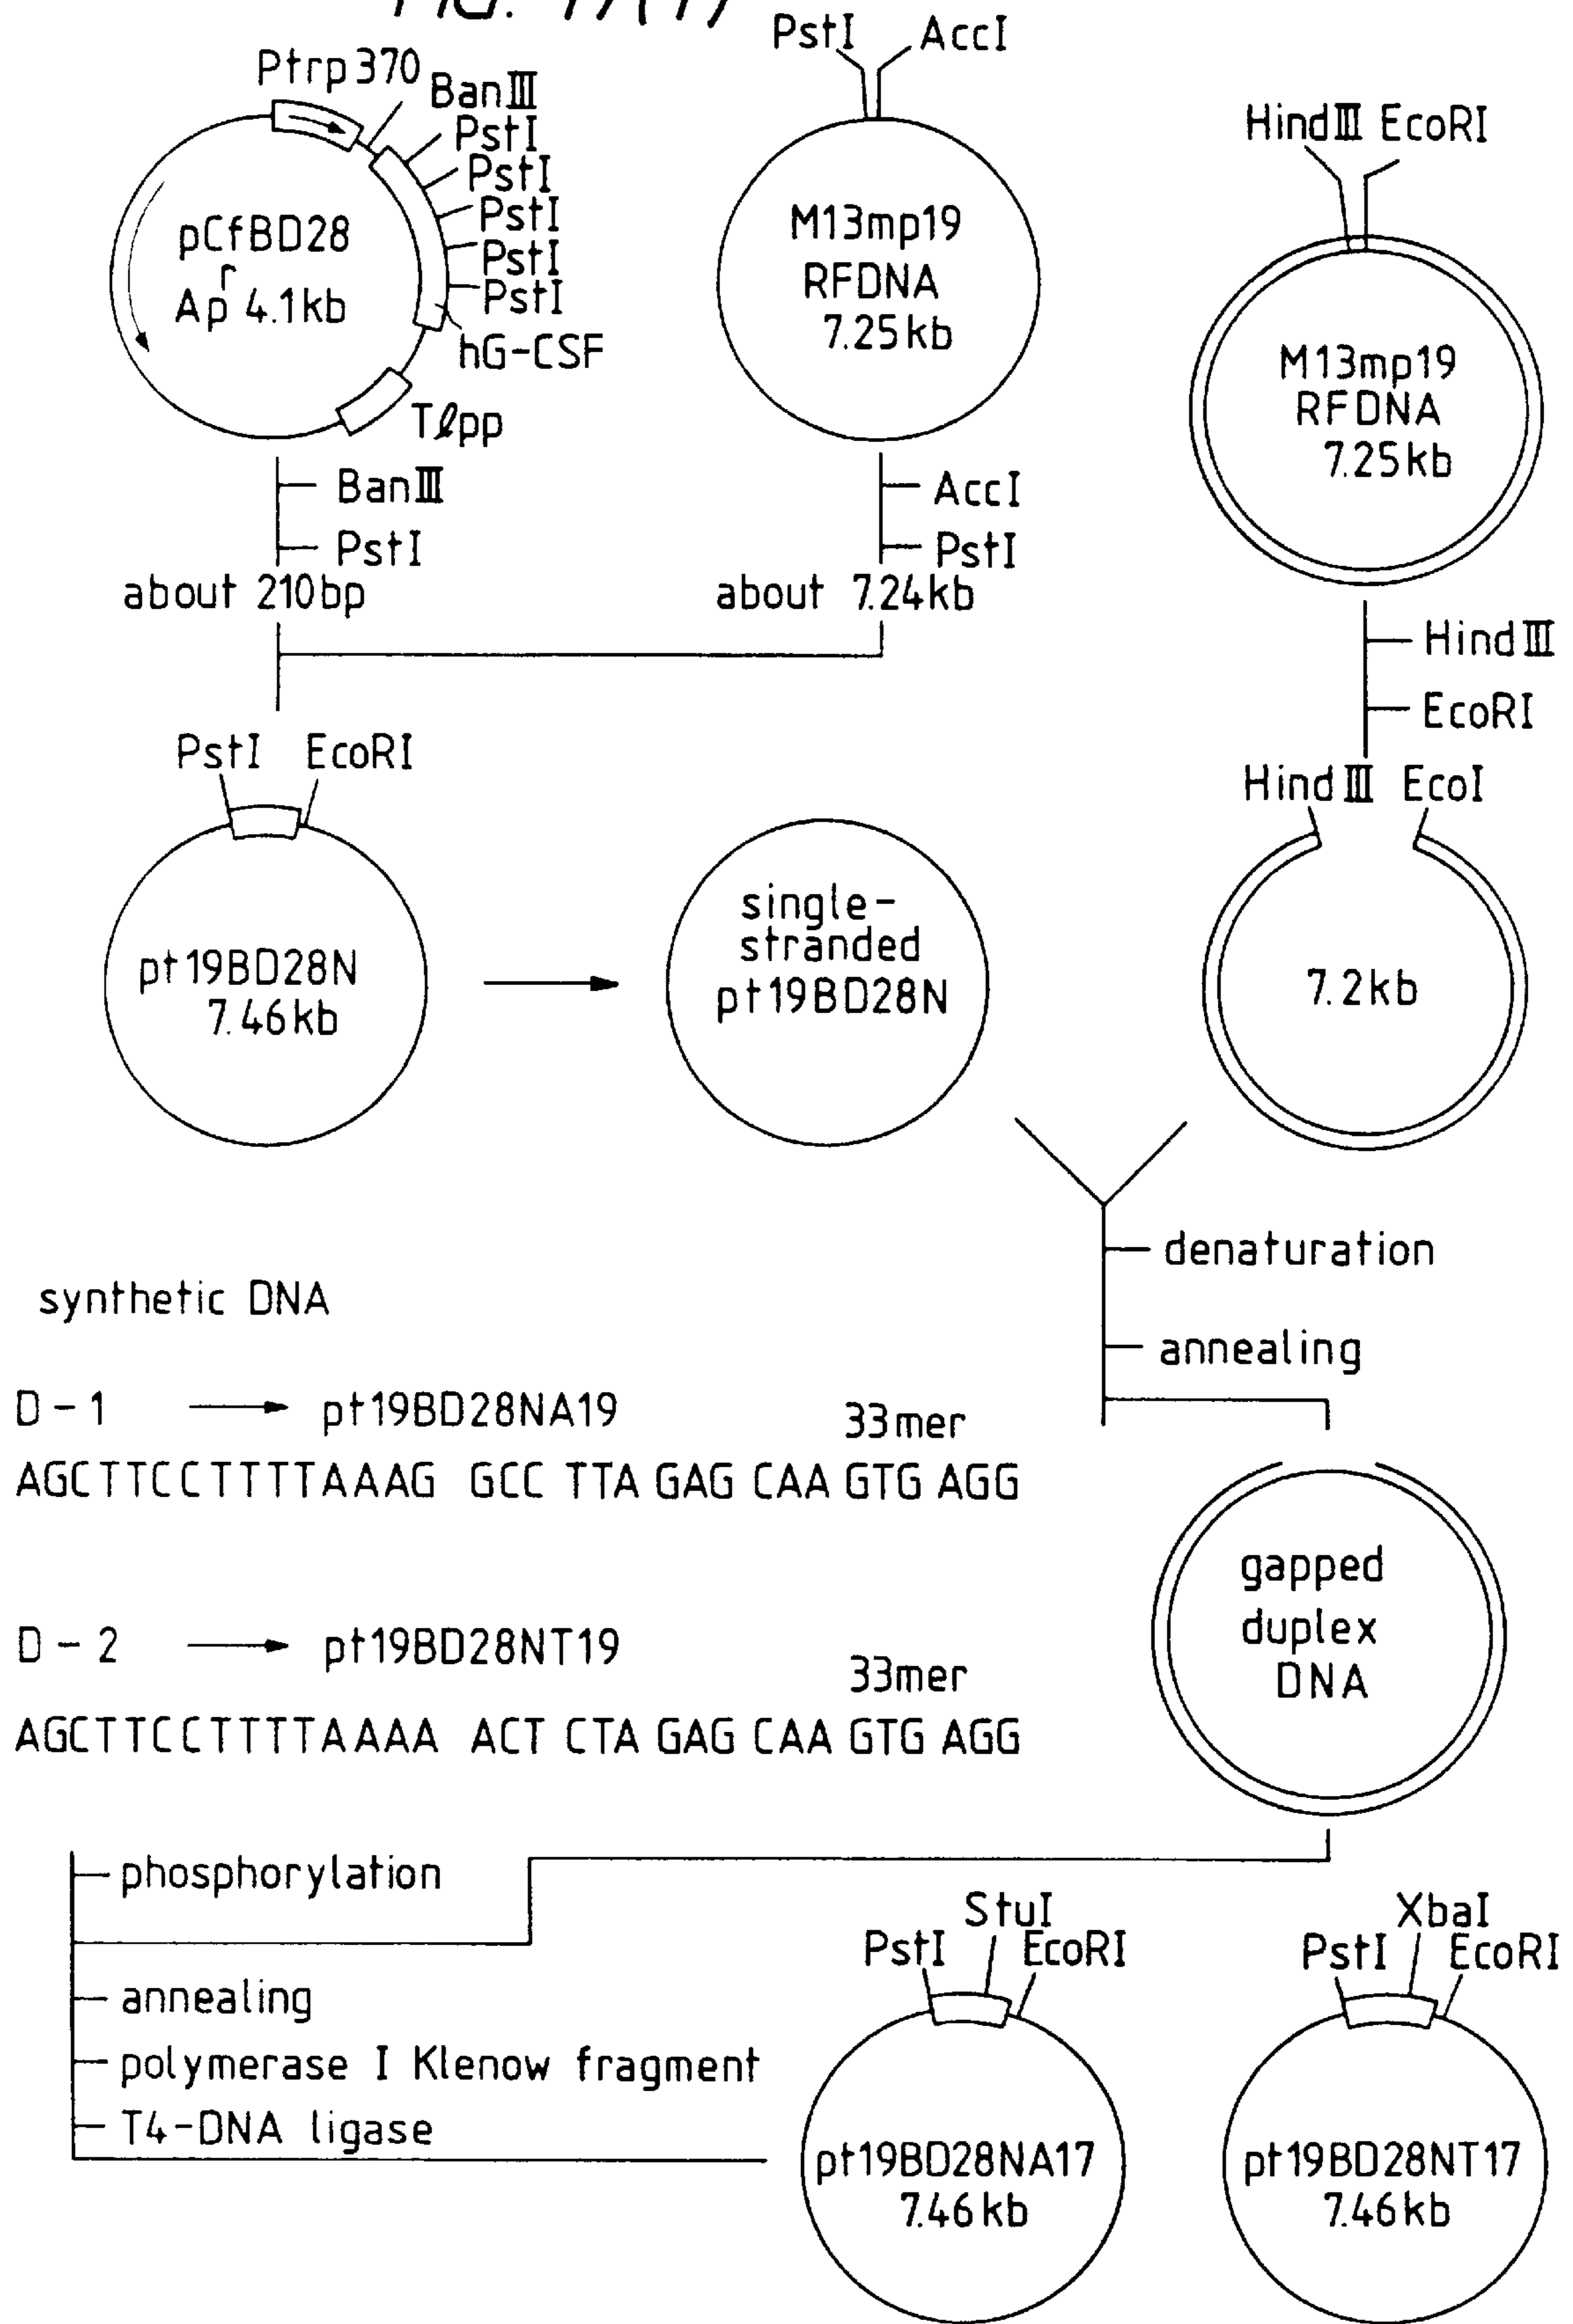 FIG. 17(1)
Ptrp370
BanIII
PstI
PstI
PstI
PstI
PstI
hG-CSF
Tlpp
pCfBD28
Apr 4.1kb
BanIII
PstI
about 210bp
PstI AccI
M13mp19
RFDNA
7.25kb
AccI
PstI
about 7.24kb
HindIII EcoRI
M13mp19
RFDNA
7.25kb
HindIII
EcoRI
HindIII EcoI
7.2kb
PstI EcoRI
pt19BD28N
7.46kb
single-
stranded
pt19BD28N
denaturation
annealing
synthetic DNA
D-1 → pt19BD28NA19
33mer
AGCTTCCTTTTAAAG GCC TTA GAG CAA GTG AGG
D-2 → pt19BD28NT19
33mer
AGCTTCCTTTTAAAA ACT CTA GAG CAA GTG AGG
gapped
duplex
DNA
phosphorylation
annealing
polymerase I Klenow fragment
T4-DNA ligase
StuI
PstI EcoRI
pt19BD28NA17
7.46kb
XbaI
PstI EcoRI
pt19BD28NT17
7.46kb